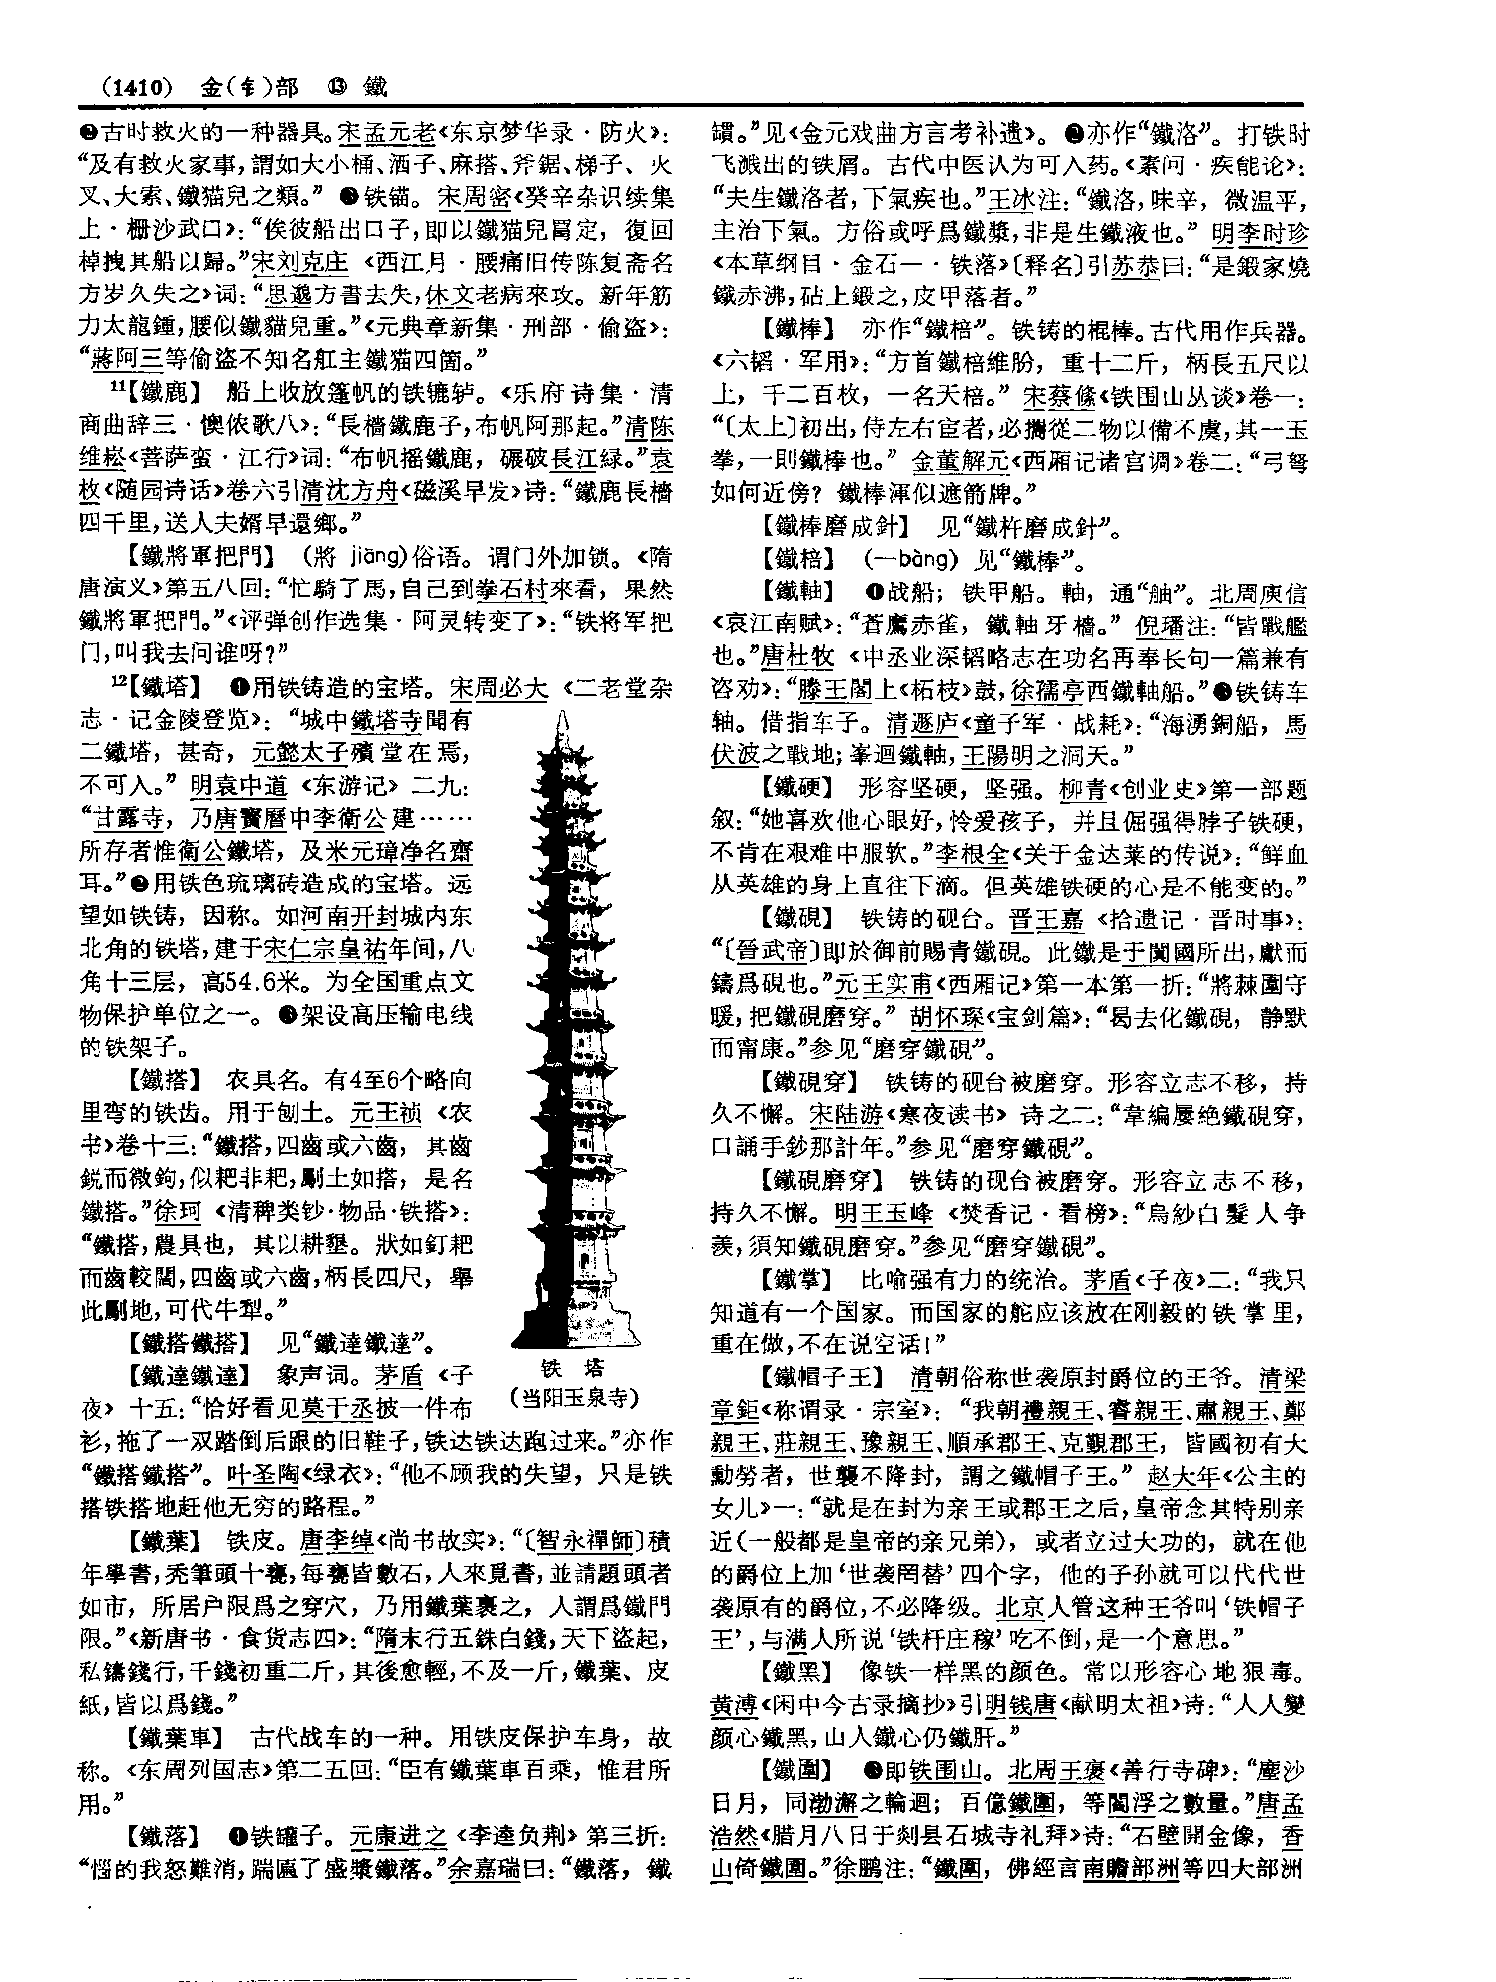 （1410） 金(钅)部 ⑬ 鐵
❷古时救火的一种器具。宋孟元老《东京梦华录·防火》：
“及有救火家事，謂如大小桶、洒子、麻搭、斧鋸、梯子、火
叉、大索、鐵猫兒之類。” ❸铁锚。宋周密《癸辛杂识续集
上·栅沙武口》：“俟彼船出口子，即以鐵猫兒罥定，復回
棹拽其船以歸。”宋刘克庄《西江月·腰痛旧传陈复斋名
方岁久失之》词：“思邈方書去失，休文老病來攻。新年筋
力太龍鍾，腰似鐵貓兒重。”《元典章新集·刑部·偷盗》：
“蔣阿三等偷盗不知名舡主鐵猫四箇。”
11【鐵鹿】 船上收放篷帆的铁辘轳。《乐府诗集·清
商曲辞三·懊侬歌八》：“長檣鐵鹿子，布帆阿那起。”清陈
维崧《菩萨蛮·江行》词：“布帆摇鐵鹿，碾破長江緑。”袁
枚《随园诗话》卷六引清沈方舟《磁溪早发》诗：“鐵鹿長檣
四千里，送人夫婿早還鄉。”
【鐵將軍把門】 (將 jiāng)俗语。谓门外加锁。《隋
唐演义》第五八回：“忙騎了馬，自己到拳石村來看，果然
鐵將軍把門。”《评弹创作选集·阿灵转变了》：“铁将军把
门，叫我去问谁呀？”
12【鐵塔】 ❶用铁铸造的宝塔。宋周必大《二老堂杂
志·记金陵登览》：“城中鐵塔寺聞有
二鐵塔，甚奇，元懿太子殯堂在焉，
不可入。”明袁中道《东游记》二九：
“甘露寺，乃唐寶曆中李衛公建……
所存者惟衛公鐵塔，及米元璋净名齋
耳。”❷用铁色琉璃砖造成的宝塔。远
望如铁铸，因称。如河南开封城内东
北角的铁塔，建于宋仁宗皇祐年间，八
角十三层，高54.6米。为全国重点文
物保护单位之一。❸架设高压输电线
的铁架子。
【鐵搭】 农具名。有4至6个略向
里弯的铁齿。用于刨土。元王祯《农
书》卷十三：“鐵搭，四齒或六齒，其齒
鋭而微鉤，似耙非耙，劚土如搭，是名
鐵搭。”徐珂《清稗类钞·物品·铁搭》：
“鐵搭，農具也，其以耕墾。狀如釘耙
而齒較闊，四齒或六齒，柄長四尺，舉
此劚地，可代牛犁。”
【鐵搭鐵搭】 见“鐵達鐵達”。
【鐵達鐵達】 象声词。茅盾《子
夜》十五：“恰好看见莫干丞披一件布
衫，拖了一双踏倒后跟的旧鞋子，铁达铁达跑过来。”亦作
“鐵搭鐵搭”。叶圣陶《绿衣》：“他不顾我的失望，只是铁
搭铁搭地赶他无穷的路程。”
【鐵葉】 铁皮。唐李绰《尚书故实》：“〔智永禪師〕積
年學書，秃筆頭十甕，每甕皆數石，人來覓書，並請題頭者
如市，所居户限爲之穿穴，乃用鐵葉裹之，人謂爲鐵門
限。”《新唐书·食货志四》：“隋末行五銖白錢，天下盗起，
私鑄錢行，千錢初重二斤，其後愈輕，不及一斤，鐵葉、皮
紙，皆以爲錢。”
【鐵葉車】 古代战车的一种。用铁皮保护车身，故
称。《东周列国志》第二五回：“臣有鐵葉車百乘，惟君所
用。”
【鐵落】 ❶铁罐子。元康进之《李逵负荆》第三折：
“惱的我怒難消，踹匾了盛漿鐵落。”余嘉瑞曰：“鐵落，鐵
铁 塔
（当阳玉泉寺）
罐。”见《金元戏曲方言考补遗》。❷亦作“鐵洛”。打铁时
飞溅出的铁屑。古代中医认为可入药。《素问·疾能论》：
“夫生鐵洛者，下氣疾也。”王冰注：“鐵洛，味辛，微温平，
主治下氣。方俗或呼爲鐵漿，非是生鐵液也。”明李时珍
《本草纲目·金石一·铁落》〔释名〕引苏恭曰：“是鍛家燒
鐵赤沸，砧上鍛之，皮甲落者。”
【鐵棒】 亦作“鐵棓”。铁铸的棍棒。古代用作兵器。
《六韬·军用》：“方首鐵棓維肦，重十二斤，柄長五尺以
上，千二百枚，一名天棓。”宋蔡絛《铁围山丛谈》卷一：
“〔太上〕初出，侍左右宦者，必攜從二物以備不虞，其一玉
拳，一則鐵棒也。”金董解元《西厢记诸宫调》卷二：“弓弩
如何近傍？鐵棒渾似遮箭牌。”
【鐵棒磨成針】 见“鐵杵磨成針”。
【鐵棓】 (一bàng) 见“鐵棒”。
【鐵軸】 ❶战船；铁甲船。軸，通“舳”。北周庾信
《哀江南赋》：“蒼鷹赤雀，鐵軸牙檣。”倪璠注：“皆戰艦
也。”唐杜牧《中丞业深韬略志在功名再奉长句一篇兼有
咨劝》：“滕王閣上《柘枝》鼓，徐孺亭西鐵軸船。”❷铁铸车
轴。借指车子。清逐庐《童子军·战耗》：“海湧銅船，馬
伏波之戰地；峯迴鐵軸，王陽明之洞天。”
【鐵硬】 形容坚硬，坚强。柳青《创业史》第一部题
叙：“她喜欢他心眼好，怜爱孩子，并且倔强得脖子铁硬，
不肯在艰难中服软。”李根全《关于金达莱的传说》：“鲜血
从英雄的身上直往下滴。但英雄铁硬的心是不能变的。”
【鐵硯】 铁铸的砚台。晋王嘉《拾遗记·晋时事》：
“〔晉武帝〕即於御前賜青鐵硯。此鐵是于闐國所出，獻而
鑄爲硯也。”元王实甫《西厢记》第一本第一折：“將棘圍守
暖，把鐵硯磨穿。”胡怀琛《宝剑篇》：“曷去化鐵硯，静默
而甯康。”参见“磨穿鐵硯”。
【鐵硯穿】 铁铸的砚台被磨穿。形容立志不移，持
久不懈。宋陆游《寒夜读书》诗之二：“韋編屢絶鐵硯穿，
口誦手鈔那計年。”参见“磨穿鐵硯”。
【鐵硯磨穿】 铁铸的砚台被磨穿。形容立志不移，
持久不懈。明王玉峰《焚香记·看榜》：“烏紗白髮人争
羨，須知鐵硯磨穿。”参见“磨穿鐵硯”。
【鐵掌】 比喻强有力的统治。茅盾《子夜》二：“我只
知道有一个国家。而国家的舵应该放在刚毅的铁掌里，
重在做，不在说空话！”
【鐵帽子王】 清朝俗称世袭原封爵位的王爷。清梁
章鉅《称谓录·宗室》：“我朝禮親王、睿親王、肅親王、鄭
親王、莊親王、豫親王、順承郡王、克覲郡王，皆國初有大
勳勞者，世襲不降封，謂之鐵帽子王。”赵大年《公主的
女儿》一：“就是在封为亲王或郡王之后，皇帝念其特别亲
近（一般都是皇帝的亲兄弟），或者立过大功的，就在他
的爵位上加‘世袭罔替’四个字，他的子孙就可以代代世
袭原有的爵位，不必降级。北京人管这种王爷叫‘铁帽子
王’，与满人所说‘铁杆庄稼’吃不倒，是一个意思。”
【鐵黑】 像铁一样黑的颜色。常以形容心地狠毒。
黄溥《闲中今古录摘抄》引明钱唐《献明太祖》诗：“人人變
颜心鐵黑，山人鐵心仍鐵肝。”
【鐵圍】 ❶即铁围山。北周王褒《善行寺碑》：“塵沙
日月，同渤澥之輪迴；百億鐵圍，等閻浮之數量。”唐孟
浩然《腊月八日于剡县石城寺礼拜》诗：“石壁開金像，香
山倚鐵圍。”徐鹏注：“鐵圍，佛經言南贍部洲等四大部洲